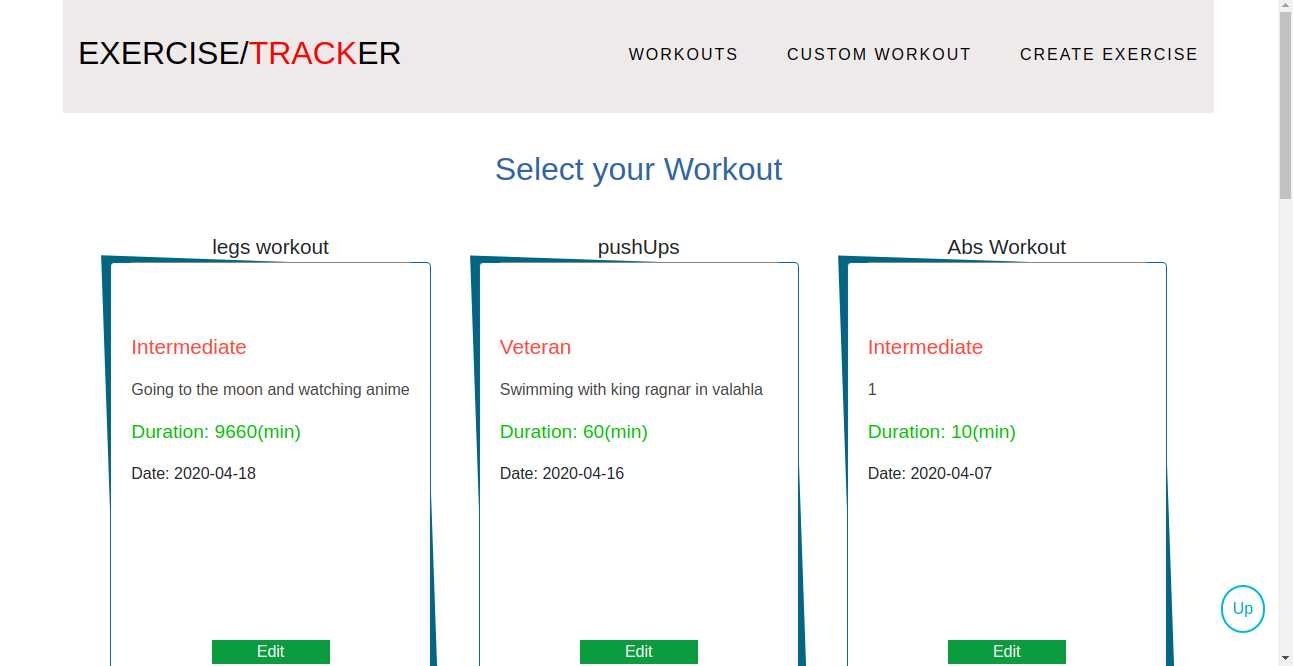 EXERCISE/TRACKER
WORKOUTS CUSTOM WORKOUT CREATE EXERCISE
Select your Workout
legs workout
Intermediate
Going to the moon and watching anime
Duration: 9660(min)
Date: 2020-04-18
Edit
pushUps
Veteran
Swimming with king ragnar in valahla
Duration: 60(min)
Date: 2020-04-16
Edit
Abs Workout
Intermediate
1
Duration: 10(min)
Date: 2020-04-07
Edit
Up